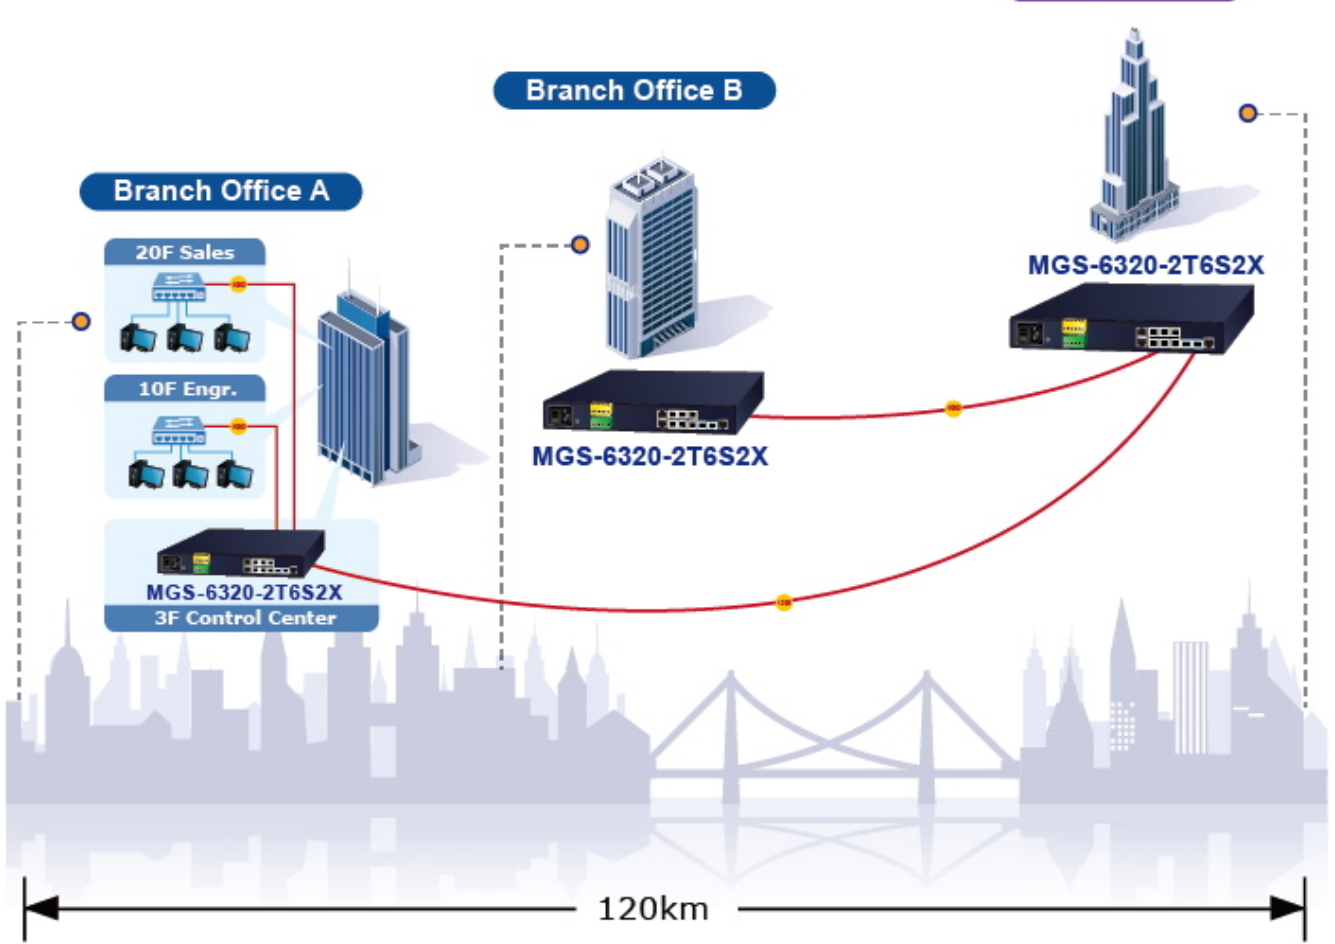 Branch Office B
Branch Office A
20F Sales
MGS-6320-2T6S2X
10F Engr.
MGS-6320-2T6S2X
MGS-6320-2T6S2X
3F Control Center
120km